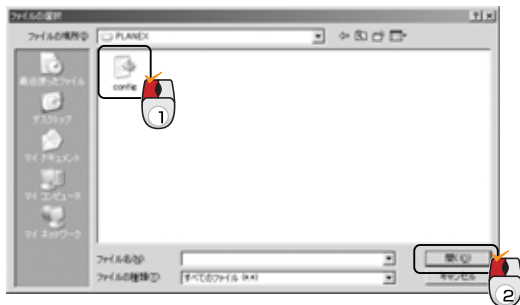 ファイルの選択
ファイルの場所(I): PLANEX
config
1
最近使ったファイル
デスクトップ
マイ ドキュメント
マイ コンピュータ
マイ ネットワーク
ファイル名(N):
開く(O)
ファイルの種類(T): すべてのファイル (*.*)
キャンセル
2